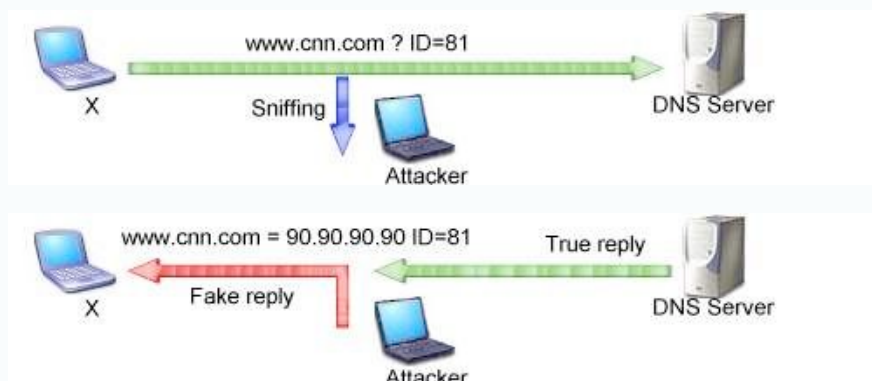 www.cnn.com ? ID=81
X
Sniffing
DNS Server
Attacker
www.cnn.com = 90.90.90.90 ID=81
True reply
Fake reply
X
DNS Server
Attacker